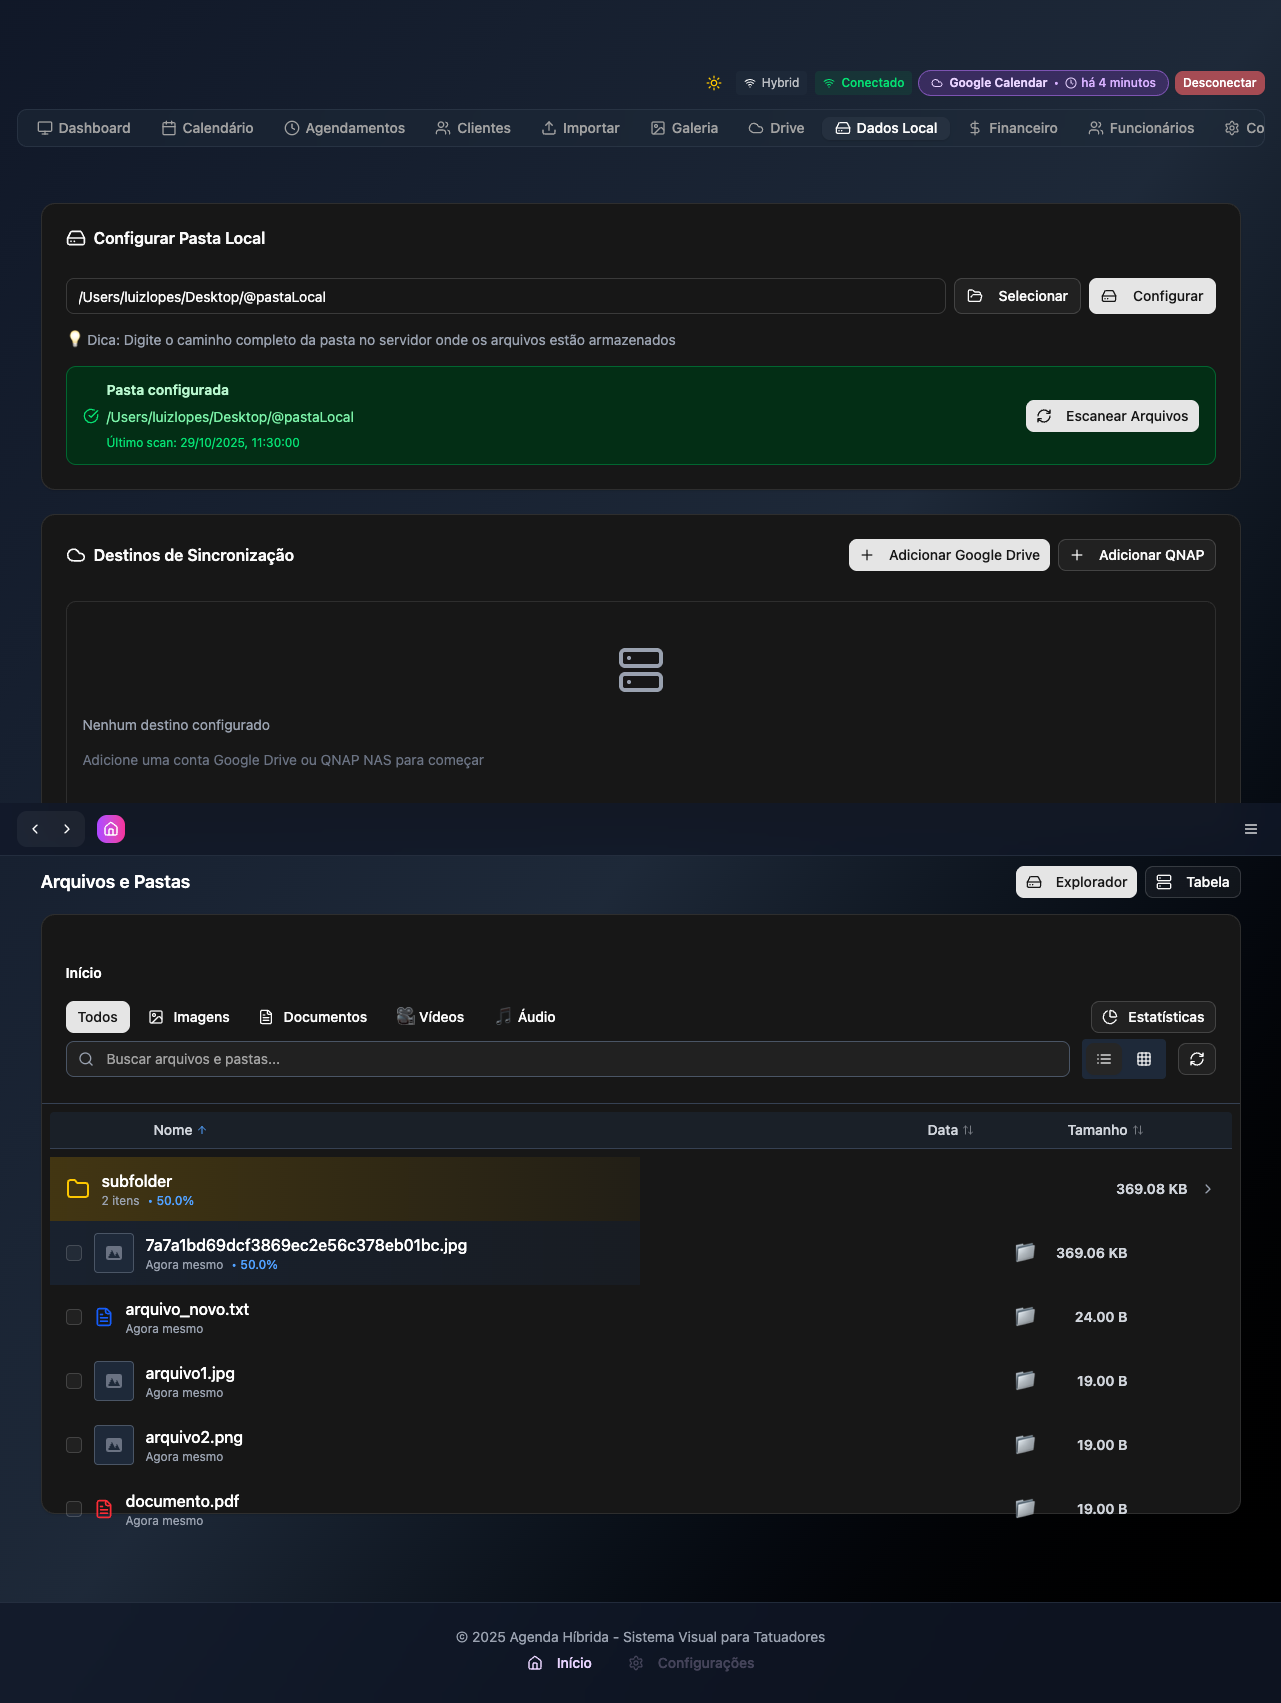 Hybrid
Conectado
Google Calendar • há 4 minutos
Desconectar
Dashboard
Calendário
Agendamentos
Clientes
Importar
Galeria
Drive
Dados Local
Financeiro
Funcionários
Co
Configurar Pasta Local
/Users/luizlopes/Desktop/@pastaLocal
Selecionar
Configurar
Dica: Digite o caminho completo da pasta no servidor onde os arquivos estão armazenados
Pasta configurada
/Users/luizlopes/Desktop/@pastaLocal
Último scan: 29/10/2025, 11:30:00
Escanear Arquivos
Destinos de Sincronização
Adicionar Google Drive
Adicionar QNAP
Nenhum destino configurado
Adicione uma conta Google Drive ou QNAP NAS para começar
Arquivos e Pastas
Explorador
Tabela
Início
Todos
Imagens
Documentos
Vídeos
Áudio
Estatísticas
Buscar arquivos e pastas...
Nome ↑
Data ↑↓
Tamanho ↑↓
subfolder
2 itens • 50.0%
369.08 KB
7a7a1bd69dcf3869ec2e56c378eb01bc.jpg
Agora mesmo • 50.0%
369.06 KB
arquivo_novo.txt
Agora mesmo
24.00 B
arquivo1.jpg
Agora mesmo
19.00 B
arquivo2.png
Agora mesmo
19.00 B
documento.pdf
Agora mesmo
19.00 B
© 2025 Agenda Híbrida - Sistema Visual para Tatuadores
Início
Configurações